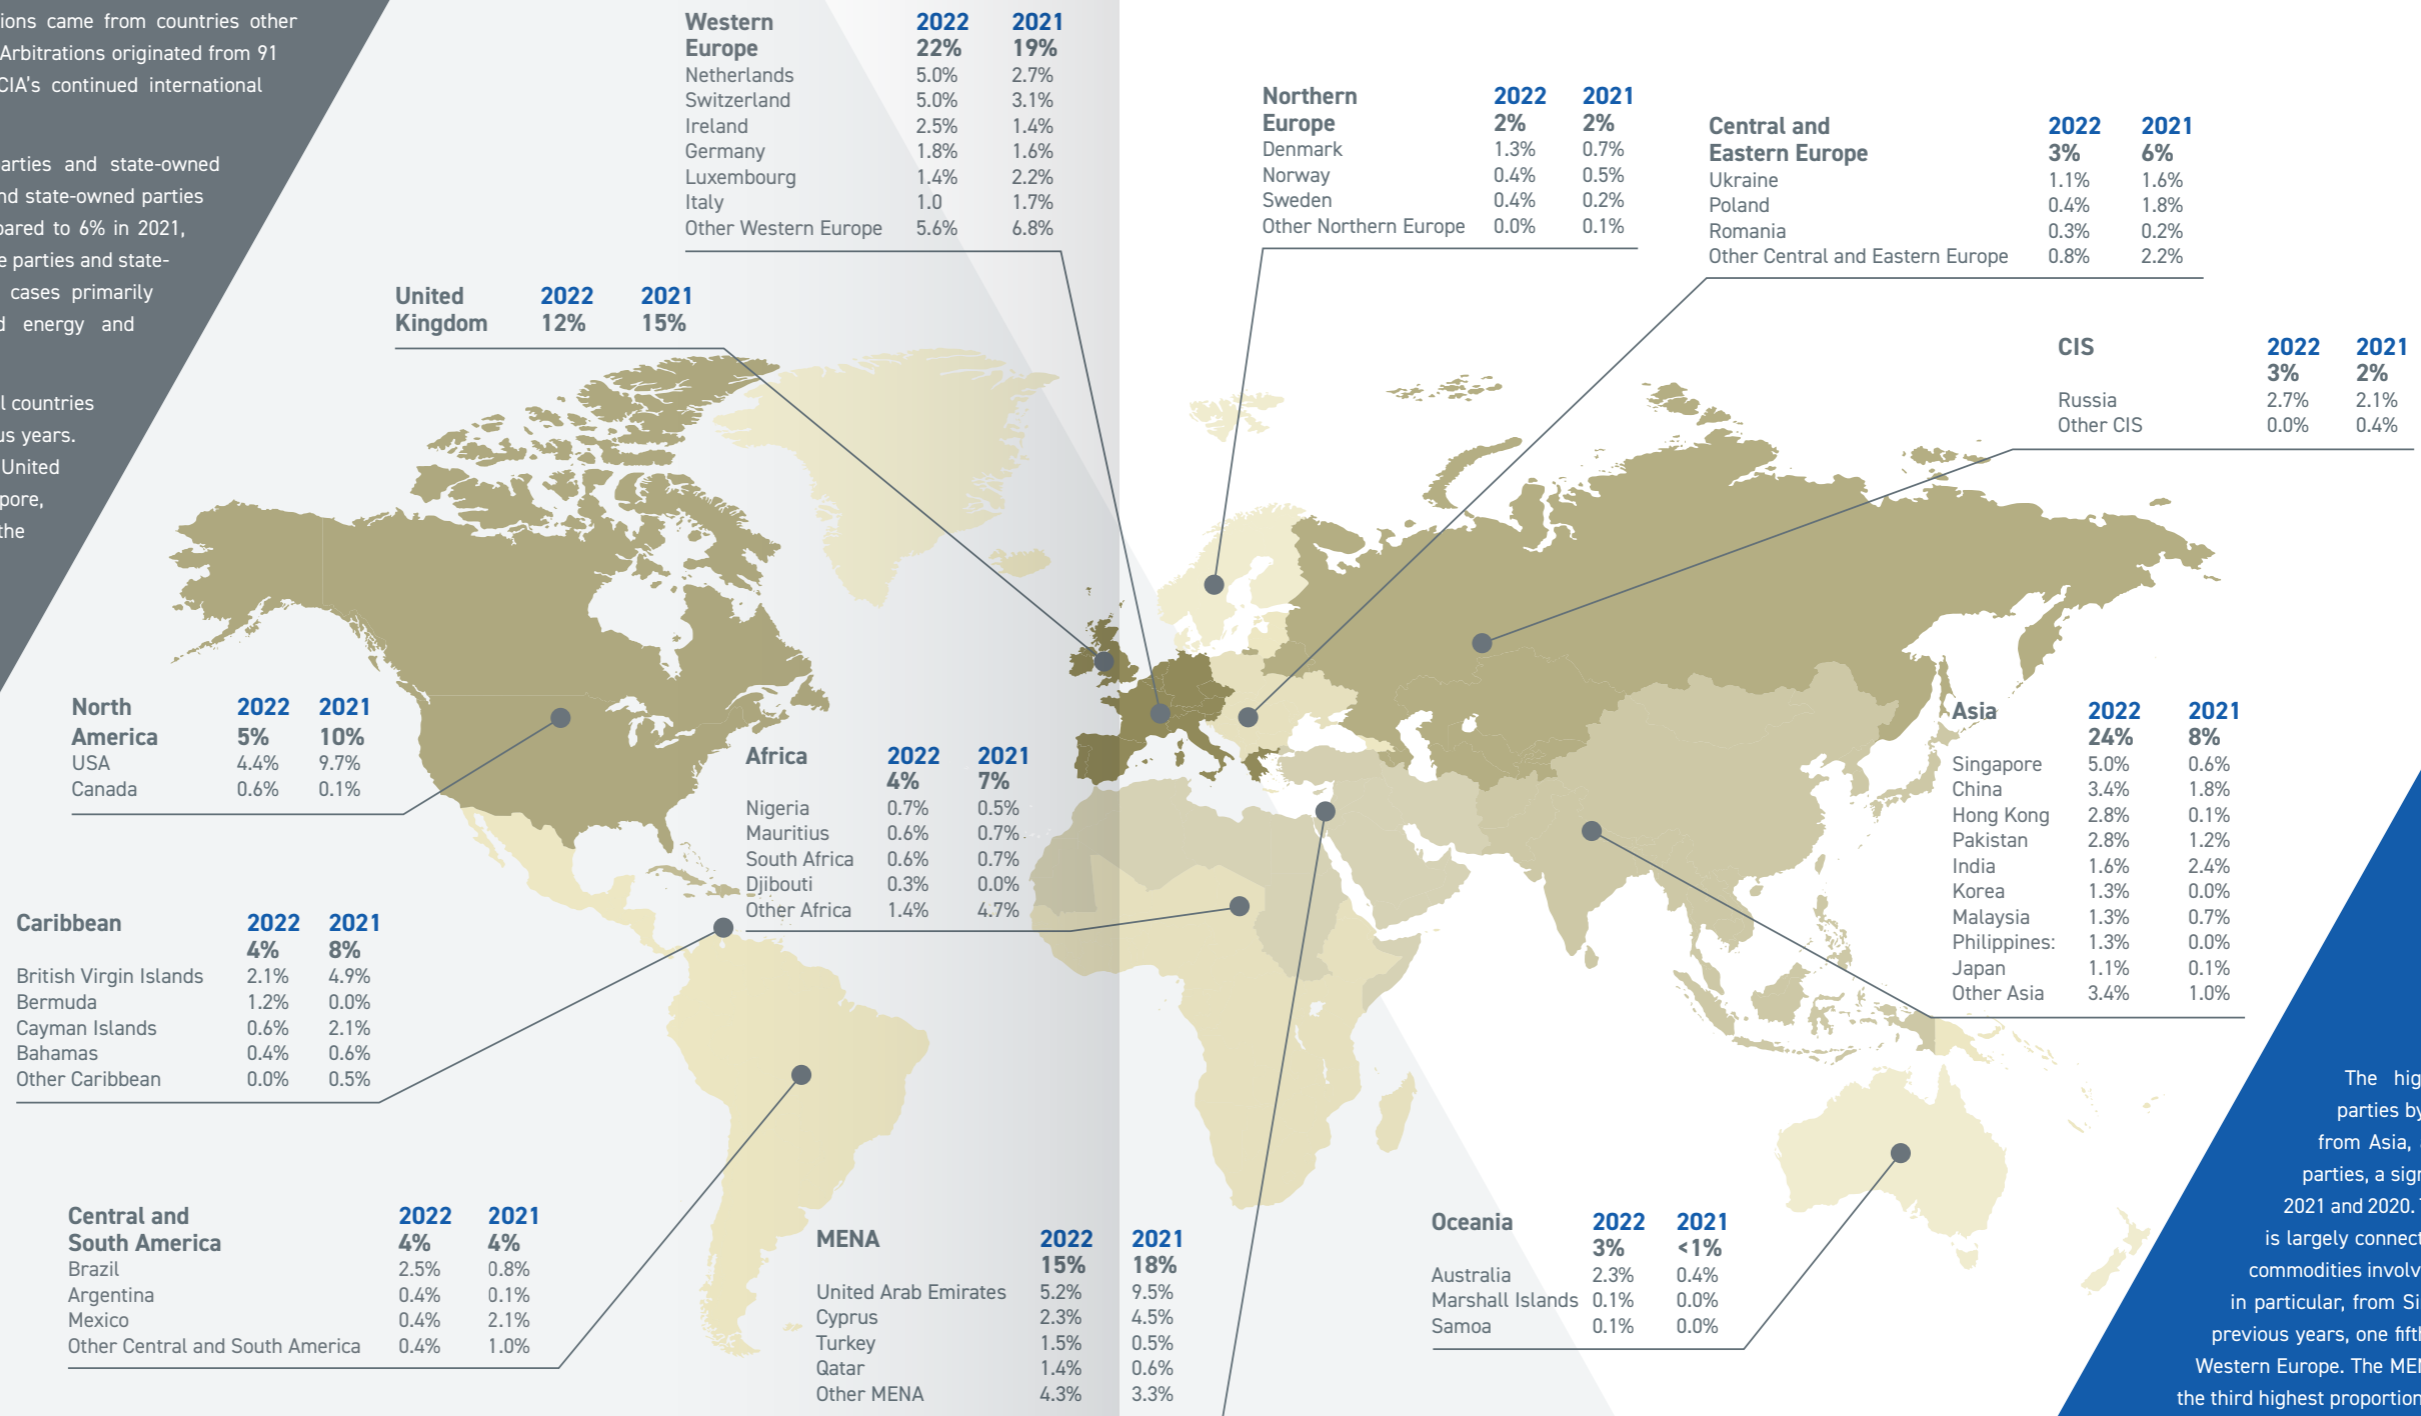 ions came from countries other
Arbitrations originated from 91
CIA's continued international
arties and state-owned
nd state-owned parties
pared to 6% in 2021,
e parties and state-
cases primarily
d energy and
l countries
us years.
United
pore,
the
Western 2022 2021
Europe 22% 19%
Netherlands 5.0% 2.7%
Switzerland 5.0% 3.1%
Ireland 2.5% 1.4%
Germany 1.8% 1.6%
Luxembourg 1.4% 2.2%
Italy 1.0 1.7%
Other Western Europe 5.6% 6.8%
Northern 2022 2021
Europe 2% 2%
Denmark 1.3% 0.7%
Norway 0.4% 0.5%
Sweden 0.4% 0.2%
Other Northern Europe 0.0% 0.1%
Central and 2022 2021
Eastern Europe 3% 6%
Ukraine 1.1% 1.6%
Poland 0.4% 1.8%
Romania 0.3% 0.2%
Other Central and Eastern Europe 0.8% 2.2%
United 2022 2021
Kingdom 12% 15%
CIS 2022 2021
3% 2%
Russia 2.7% 2.1%
Other CIS 0.0% 0.4%
North 2022 2021
America 5% 10%
USA 4.4% 9.7%
Canada 0.6% 0.1%
Africa 2022 2021
4% 7%
Nigeria 0.7% 0.5%
Mauritius 0.6% 0.7%
South Africa 0.6% 0.7%
Djibouti 0.3% 0.0%
Other Africa 1.4% 4.7%
Asia 2022 2021
24% 8%
Singapore 5.0% 0.6%
China 3.4% 1.8%
Hong Kong 2.8% 0.1%
Pakistan 2.8% 1.2%
India 1.6% 2.4%
Korea 1.3% 0.0%
Malaysia 1.3% 0.7%
Philippines: 1.3% 0.0%
Japan 1.1% 0.1%
Other Asia 3.4% 1.0%
Caribbean 2022 2021
4% 8%
British Virgin Islands 2.1% 4.9%
Bermuda 1.2% 0.0%
Cayman Islands 0.6% 2.1%
Bahamas 0.4% 0.6%
Other Caribbean 0.0% 0.5%
Central and 2022 2021
South America 4% 4%
Brazil 2.5% 0.8%
Argentina 0.4% 0.1%
Mexico 0.4% 2.1%
Other Central and South America 0.4% 1.0%
MENA 2022 2021
15% 18%
United Arab Emirates 5.2% 9.5%
Cyprus 2.3% 4.5%
Turkey 1.5% 0.5%
Qatar 1.4% 0.6%
Other MENA 4.3% 3.3%
Oceania 2022 2021
3% <1%
Australia 2.3% 0.4%
Marshall Islands 0.1% 0.0%
Samoa 0.1% 0.0%
The hig
parties by
from Asia,
parties, a sign
2021 and 2020.
is largely connect
commodities involv
in particular, from Si
previous years, one fifth
Western Europe. The MEN
the third highest proportion